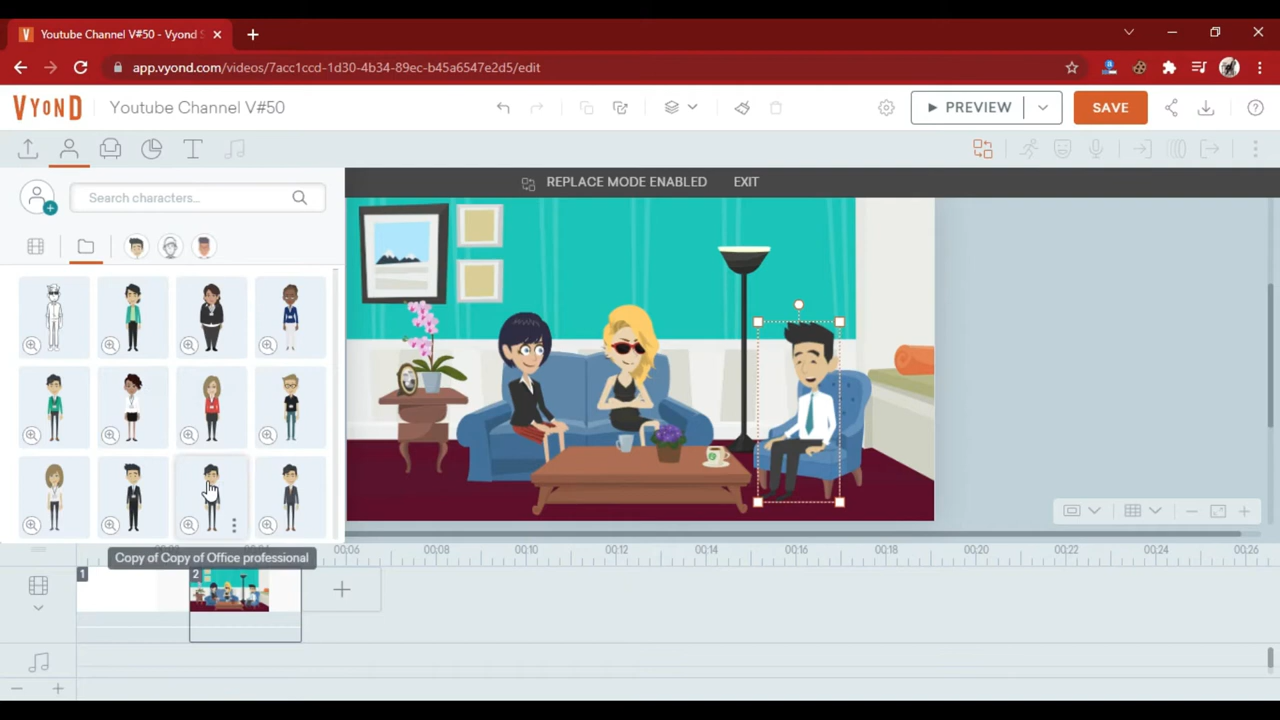 Youtube Channel V#50 - Vyond S
app.vyond.com/videos/7acc1ccd-1d30-4b34-89ec-b45a6547e2d5/edit
VYOND
Youtube Channel V#50
PREVIEW
SAVE
Search characters...
REPLACE MODE ENABLED
EXIT
Copy of Copy of Office professional
00:06
00:08
00:10
00:12
00:14
00:16
00:18
00:20
00:22
00:24
00:26
1
2